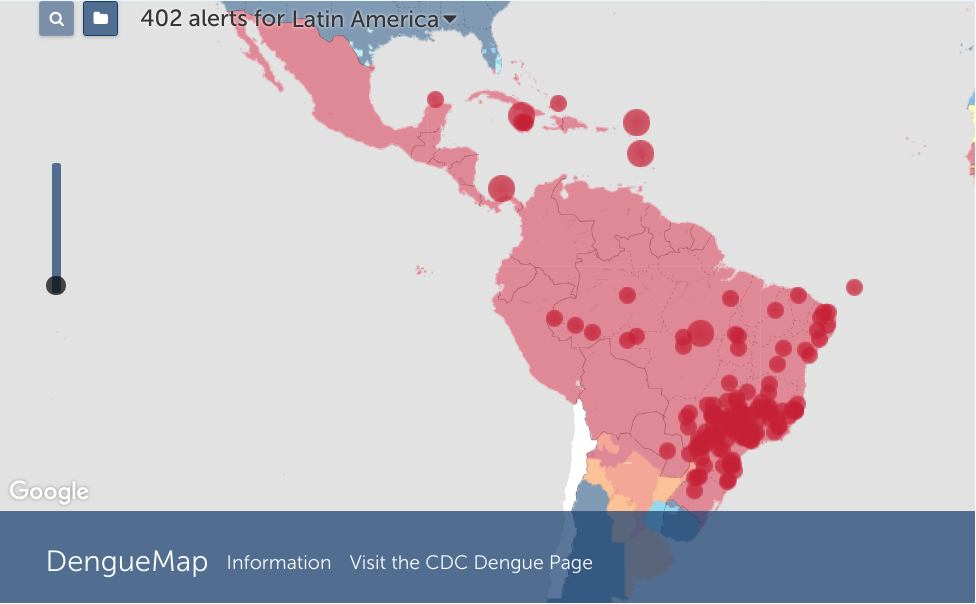 402 alerts for Latin America
Google
DengueMap Information Visit the CDC Dengue Page